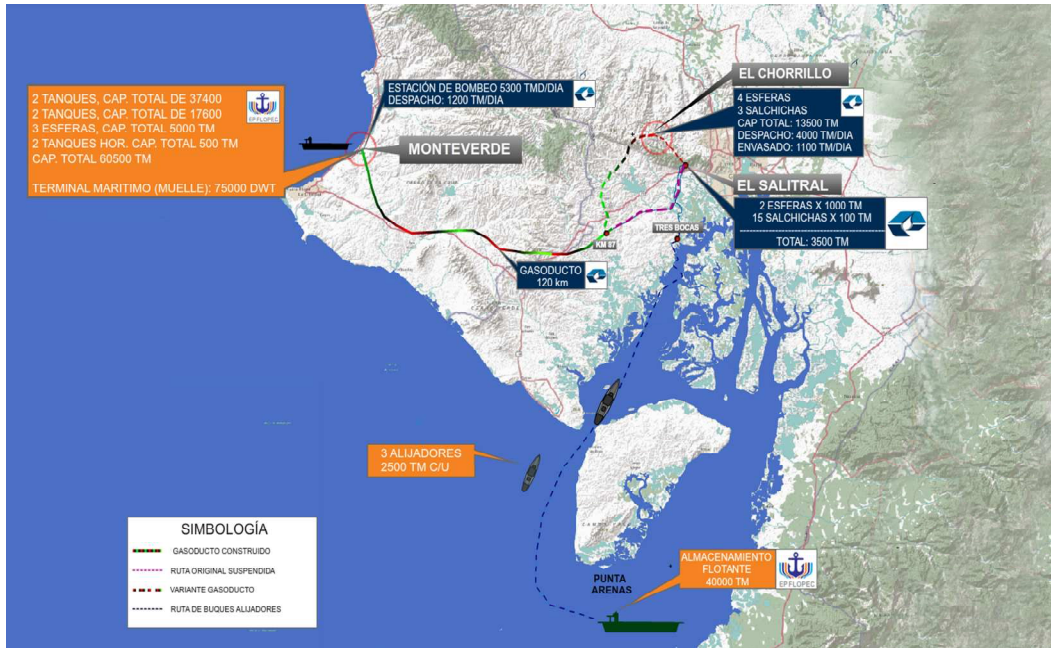 2 TANQUES, CAP. TOTAL DE 37400
2 TANQUES, CAP. TOTAL DE 17600
3 ESFERAS, CAP. TOTAL 5000 TM
2 TANQUES HOR. CAP. TOTAL 500 TM
CAP. TOTAL 60500 TM
TERMINAL MARITIMO (MUELLE): 75000 DWT
EP FLOPEC
ESTACIÓN DE BOMBEO 5300 TMD/DIA
DESPACHO: 1200 TM/DIA
MONTEVERDE
EL CHORRILLO
4 ESFERAS
3 SALCHICHAS
CAP TOTAL: 13500 TM
DESPACHO: 4000 TM/DIA
ENVASADO: 1100 TM/DIA
EL SALITRAL
2 ESFERAS X 1000 TM
15 SALCHICHAS X 100 TM
TOTAL: 3500 TM
TRES BOCAS
KM 87
GASODUCTO
120 km
3 ALIJADORES
2500 TM C/U
ALMACENAMIENTO
FLOTANTE
40000 TM
EP FLOPEC
PUNTA
ARENAS
SIMBOLOGÍA
GASODUCTO CONSTRUIDO
RUTA ORIGINAL SUSPENDIDA
VARIANTE GASODUCTO
RUTA DE BUQUES ALIJADORES